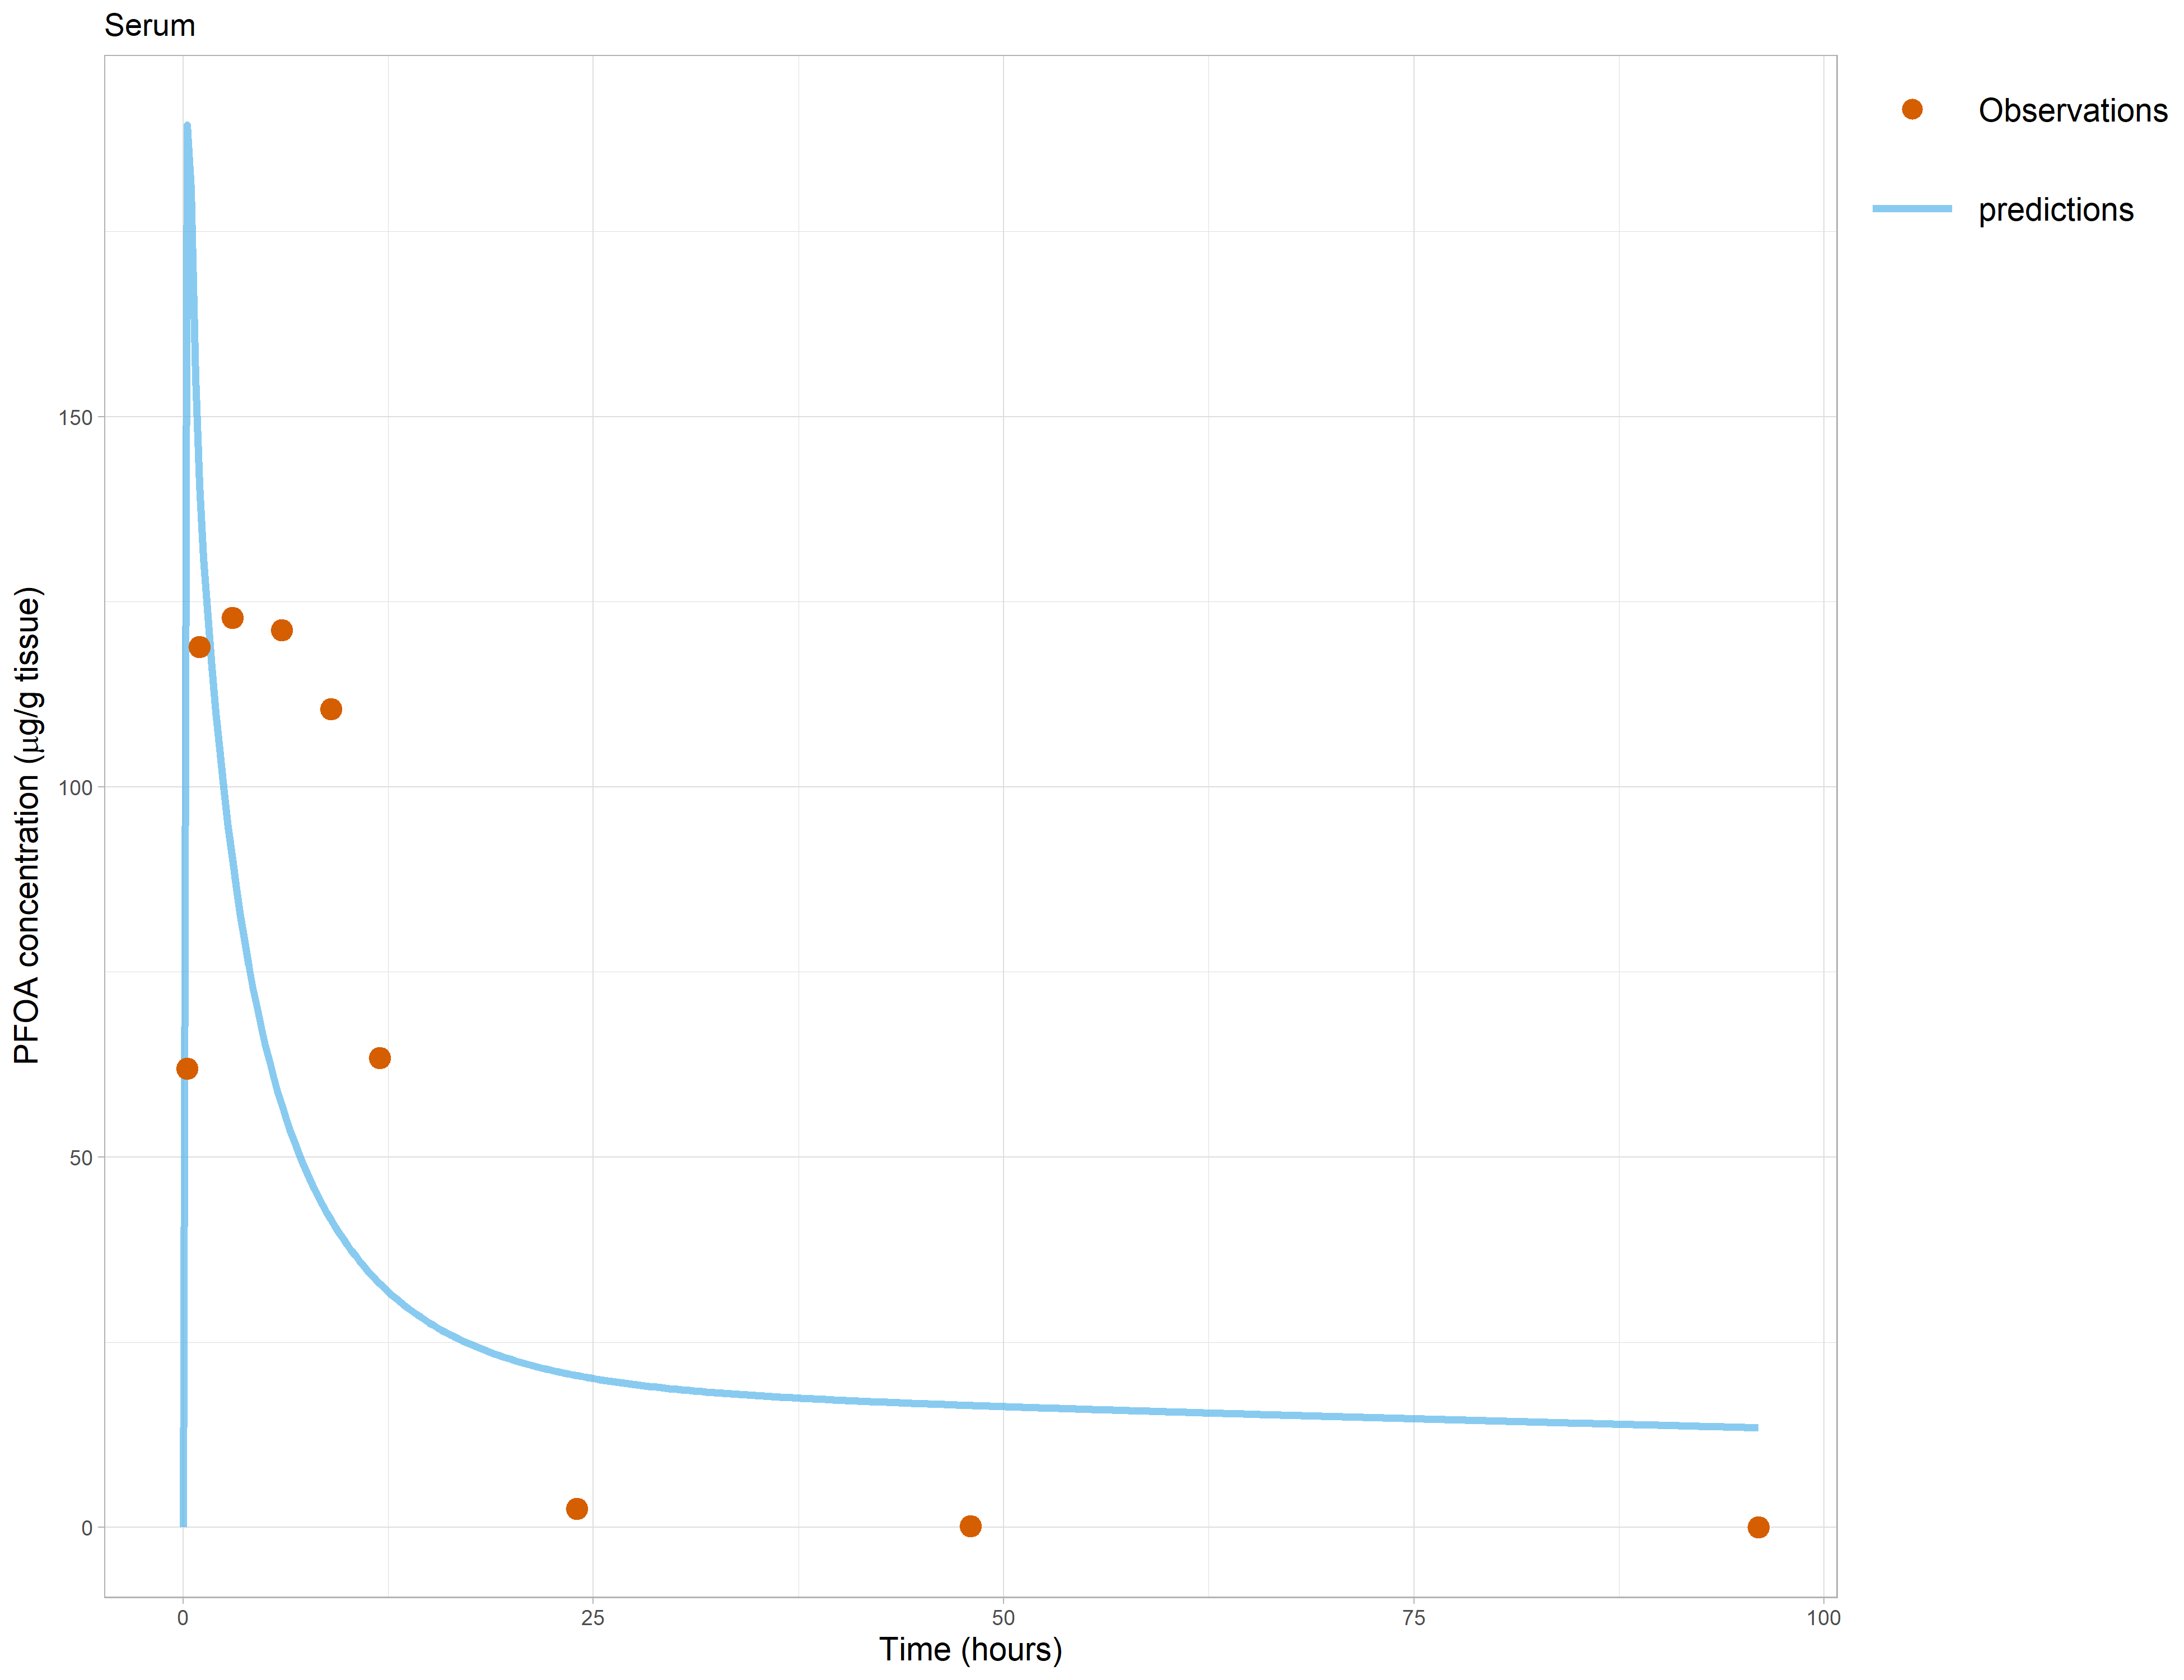 Serum
Observations
predictions
PFOA concentration (μg/g tissue)
150
100
50
0
0
25
50
75
100
Time (hours)